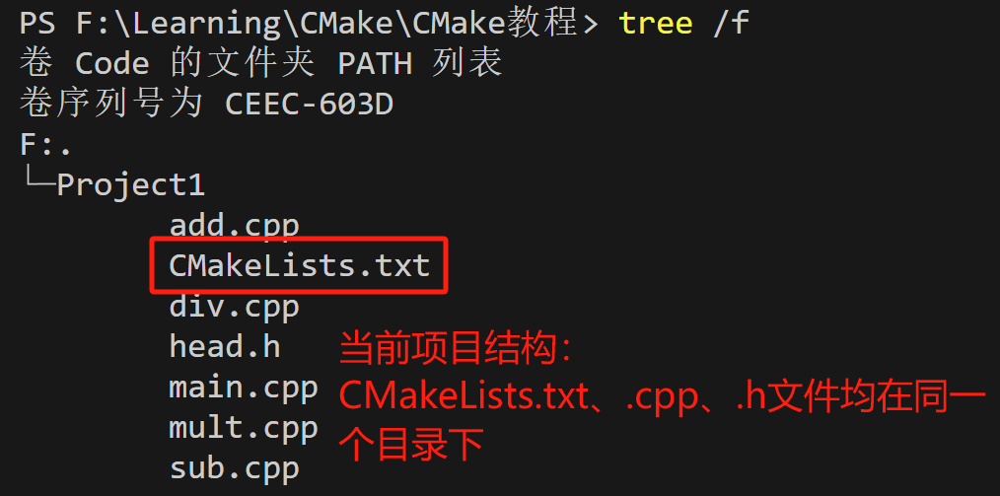 PS F:\Learning\CMake\CMake教程> tree /f
卷 Code 的文件夹 PATH 列表
卷序列号为 CEEC-603D
F:.
└─Project1
add.cpp
CMakeLists.txt
div.cpp
head.h
main.cpp
mult.cpp
sub.cpp
当前项目结构：
CMakeLists.txt、.cpp、.h文件均在同一
个目录下